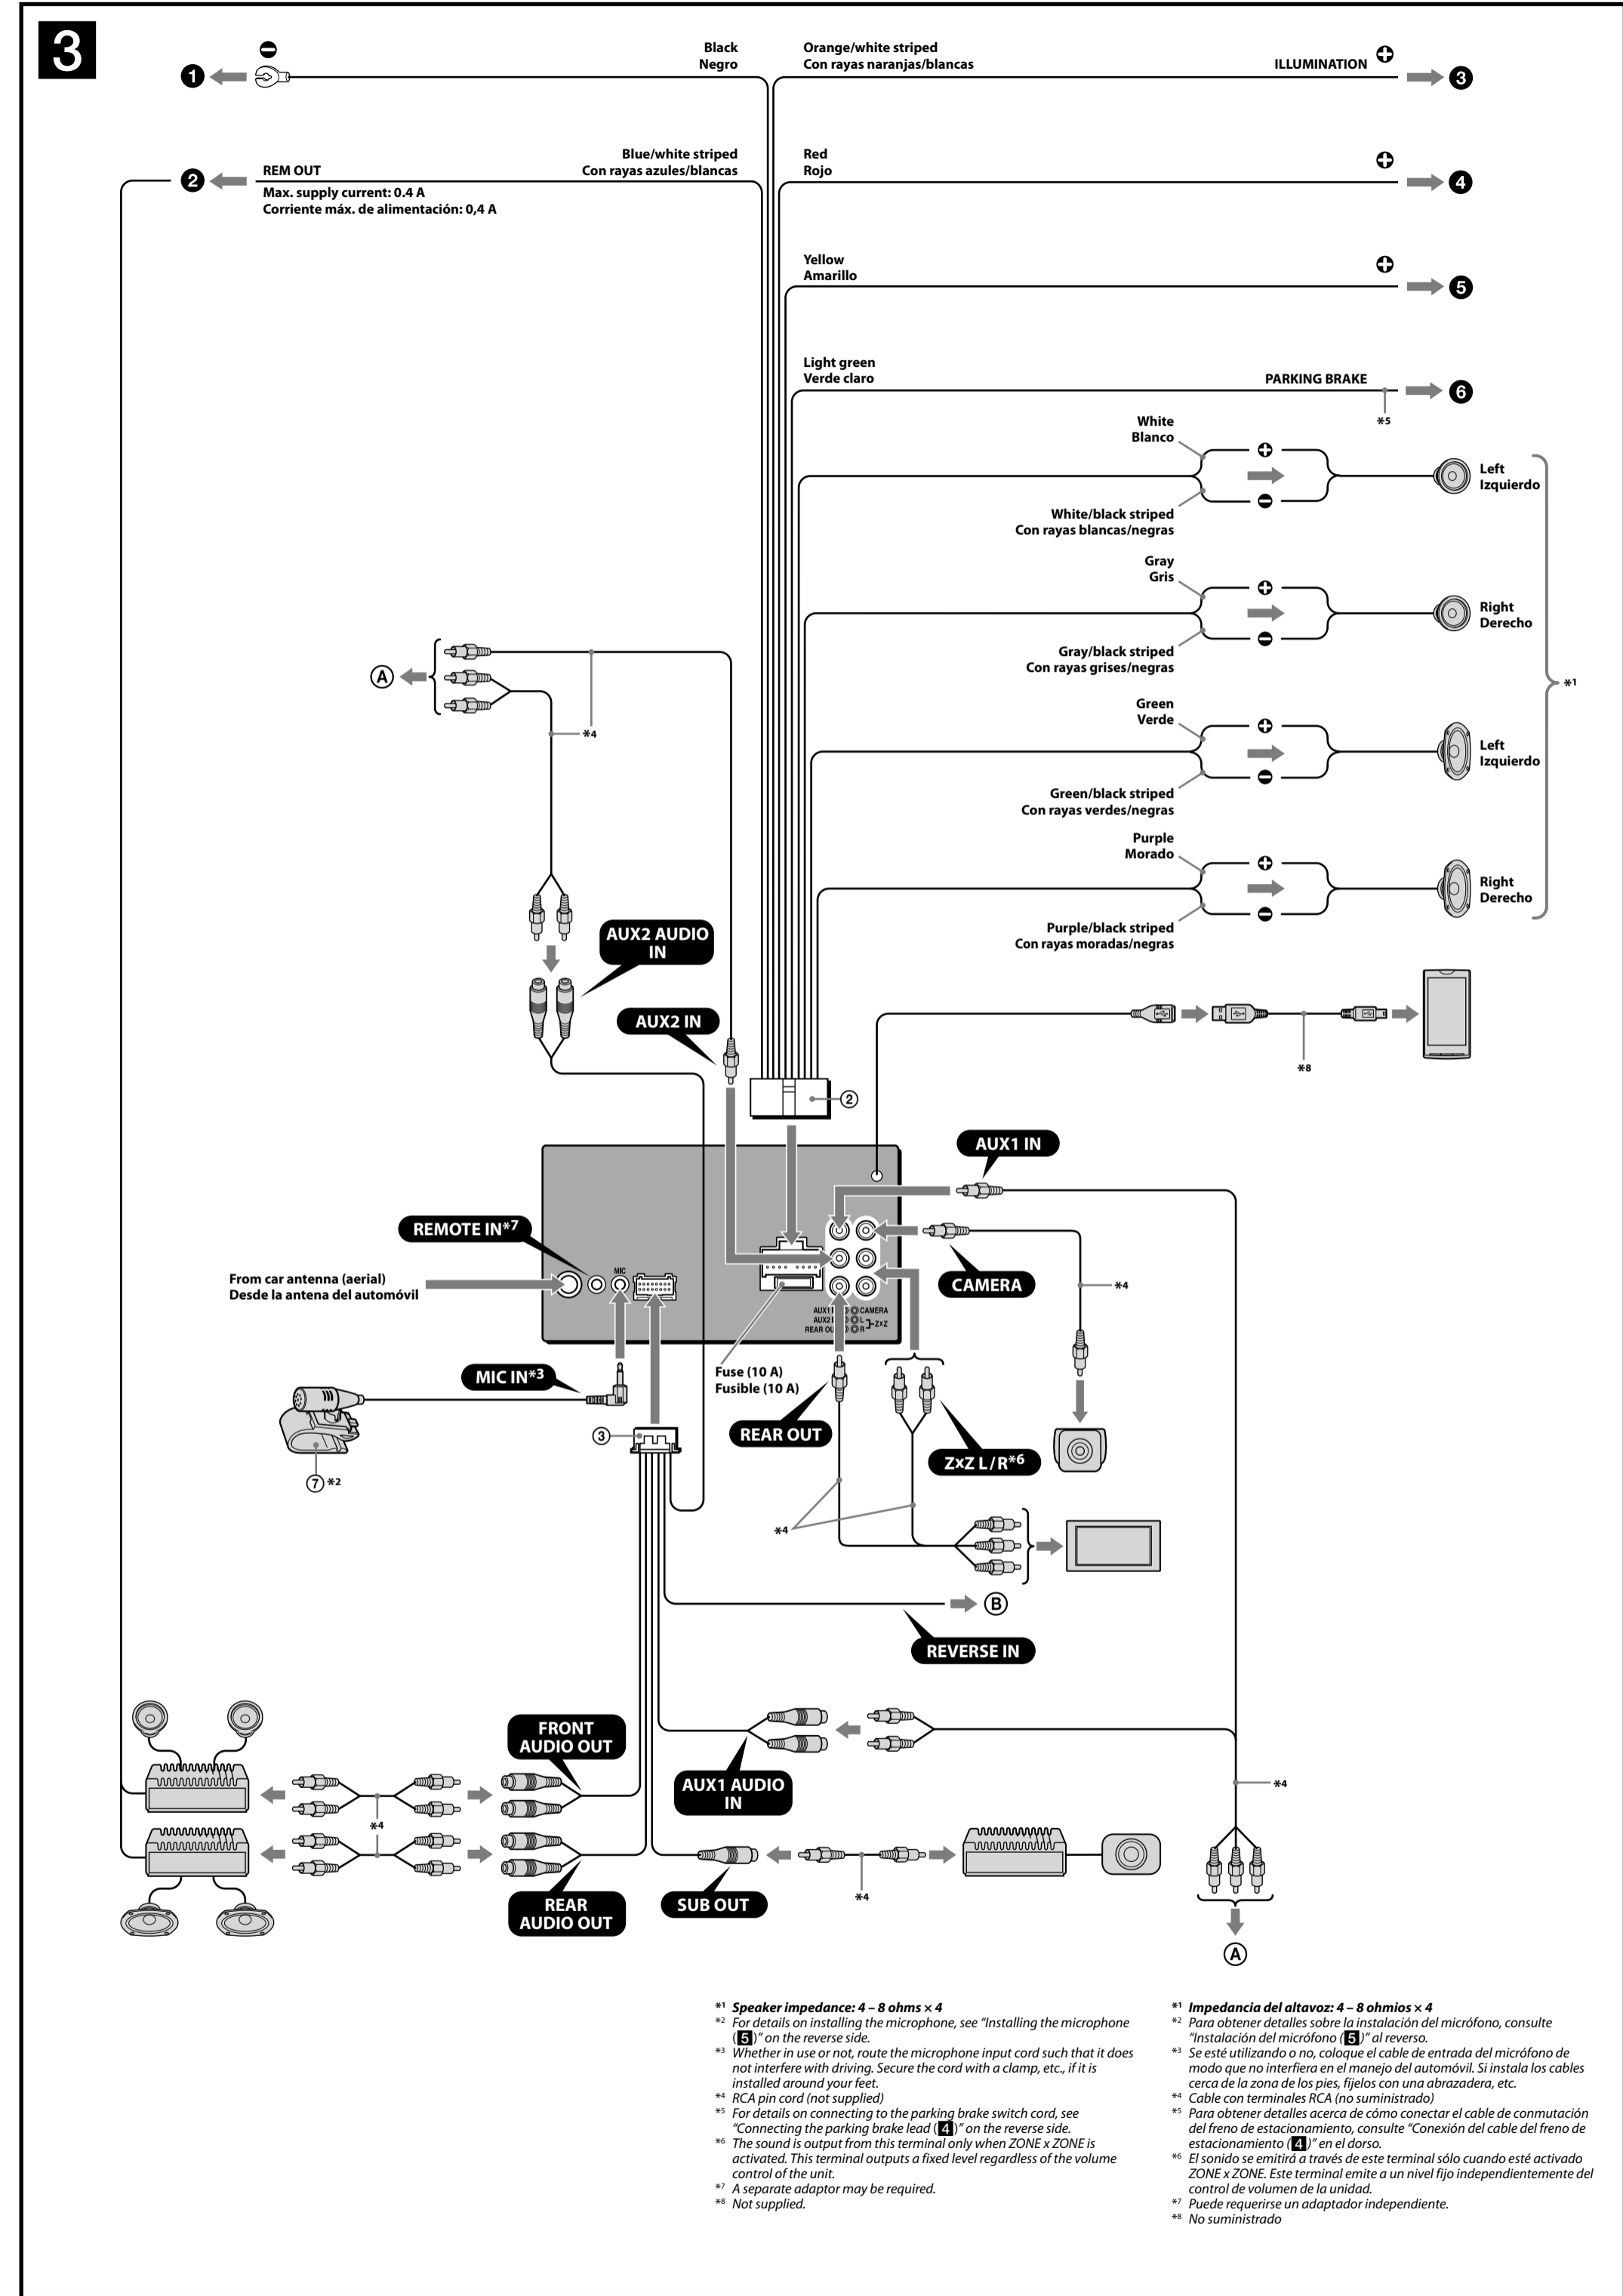 3
Black
Negro
Orange/white striped
Con rayas naranjas/blancas
ILLUMINATION
1
3
Blue/white striped
Con rayas azules/blancas
Red
Rojo
2
REM OUT
4
Max. supply current: 0.4 A
Corriente máx. de alimentación: 0,4 A
Yellow
Amarillo
5
Light green
Verde claro
PARKING BRAKE
6
*5
White
Blanco
Left
Izquierdo
White/black striped
Con rayas blancas/negras
Gray
Gris
Right
Derecho
Gray/black striped
Con rayas grises/negras
*1
A
*4
Green
Verde
Left
Izquierdo
Green/black striped
Con rayas verdes/negras
Purple
Morado
Right
Derecho
Purple/black striped
Con rayas moradas/negras
AUX2 AUDIO
IN
AUX2 IN
*8
2
AUX1 IN
REMOTE IN*7
From car antenna (aerial)
Desde la antena del automóvil
MIC
CAMERA
*4
AUX1 CAMERA
AUX2 L
REAR OU R ZxZ
Fuse (10 A)
Fusible (10 A)
MIC IN*3
REAR OUT
3
ZxZ L/R*6
7 *2
*4
B
REVERSE IN
FRONT
AUDIO OUT
AUX1 AUDIO
IN
*4
*4
REAR
AUDIO OUT
SUB OUT
*4
A
*1 Speaker impedance: 4 – 8 ohms × 4
*2 For details on installing the microphone, see “Installing the microphone
(5)” on the reverse side.
*3 Whether in use or not, route the microphone input cord such that it does
not interfere with driving. Secure the cord with a clamp, etc., if it is
installed around your feet.
*4 RCA pin cord (not supplied)
*5 For details on connecting to the parking brake switch cord, see
“Connecting the parking brake lead (4)” on the reverse side.
*6 The sound is output from this terminal only when ZONE x ZONE is
activated. This terminal outputs a fixed level regardless of the volume
control of the unit.
*7 A separate adaptor may be required.
*8 Not supplied.
*1 Impedancia del altavoz: 4 – 8 ohmios × 4
*2 Para obtener detalles sobre la instalación del micrófono, consulte
“Instalación del micrófono (5)” al reverso.
*3 Se esté utilizando o no, coloque el cable de entrada del micrófono de
modo que no interfiera en el manejo del automóvil. Si instala los cables
cerca de la zona de los pies, fíjelos con una abrazadera, etc.
*4 Cable con terminales RCA (no suministrado)
*5 Para obtener detalles acerca de cómo conectar el cable de conmutación
del freno de estacionamiento, consulte “Conexión del cable del freno de
estacionamiento (4)” en el dorso.
*6 El sonido se emitirá a través de este terminal sólo cuando esté activado
ZONE x ZONE. Este terminal emite a un nivel fijo independientemente del
control de volumen de la unidad.
*7 Puede requerirse un adaptador independiente.
*8 No suministrado